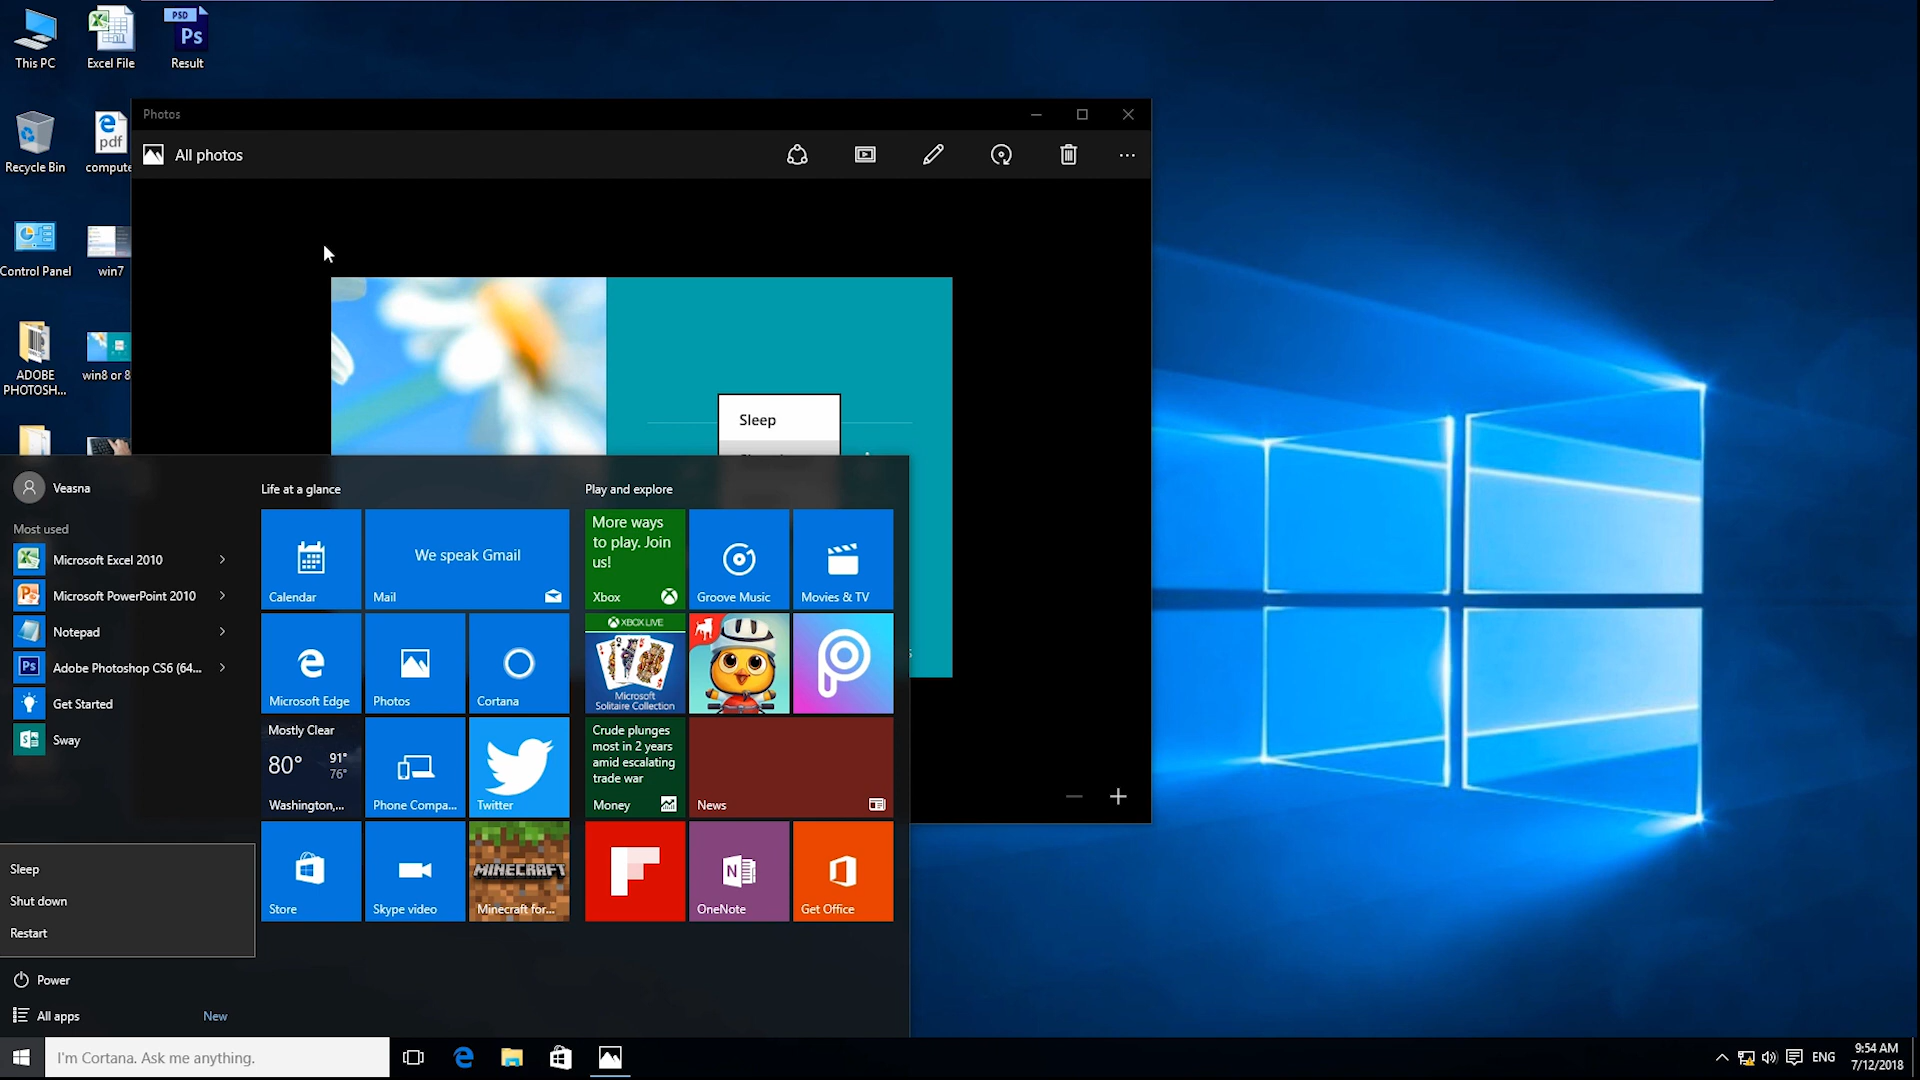 PSD
Ps
This PC
Excel File
Result
Photos
All photos
Recycle Bin
pdf
compute
Control Panel
win7
Sleep
ADOBE
PHOTOSH...
win8 or 8
Veasna
Life at a glance
Play and explore
Most used
Microsoft Excel 2010
Microsoft PowerPoint 2010
Notepad
Ps
Adobe Photoshop CS6 (64...
Get Started
Sway
Calendar
We speak Gmail
Mail
More ways
to play. Join
us!
Xbox
Groove Music
Movies & TV
Microsoft Edge
Photos
Cortana
XBOX LIVE
Microsoft
Solitaire Collection
Mostly Clear
80°
91°
76°
Washington,...
Phone Compa...
Twitter
Crude plunges
most in 2 years
amid escalating
trade war
Money
News
Store
Skype video
MINECRAFT
Minecraft for...
OneNote
Get Office
Sleep
Shut down
Restart
Power
All apps
New
I'm Cortana. Ask me anything.
ENG
9:54 AM
7/12/2018